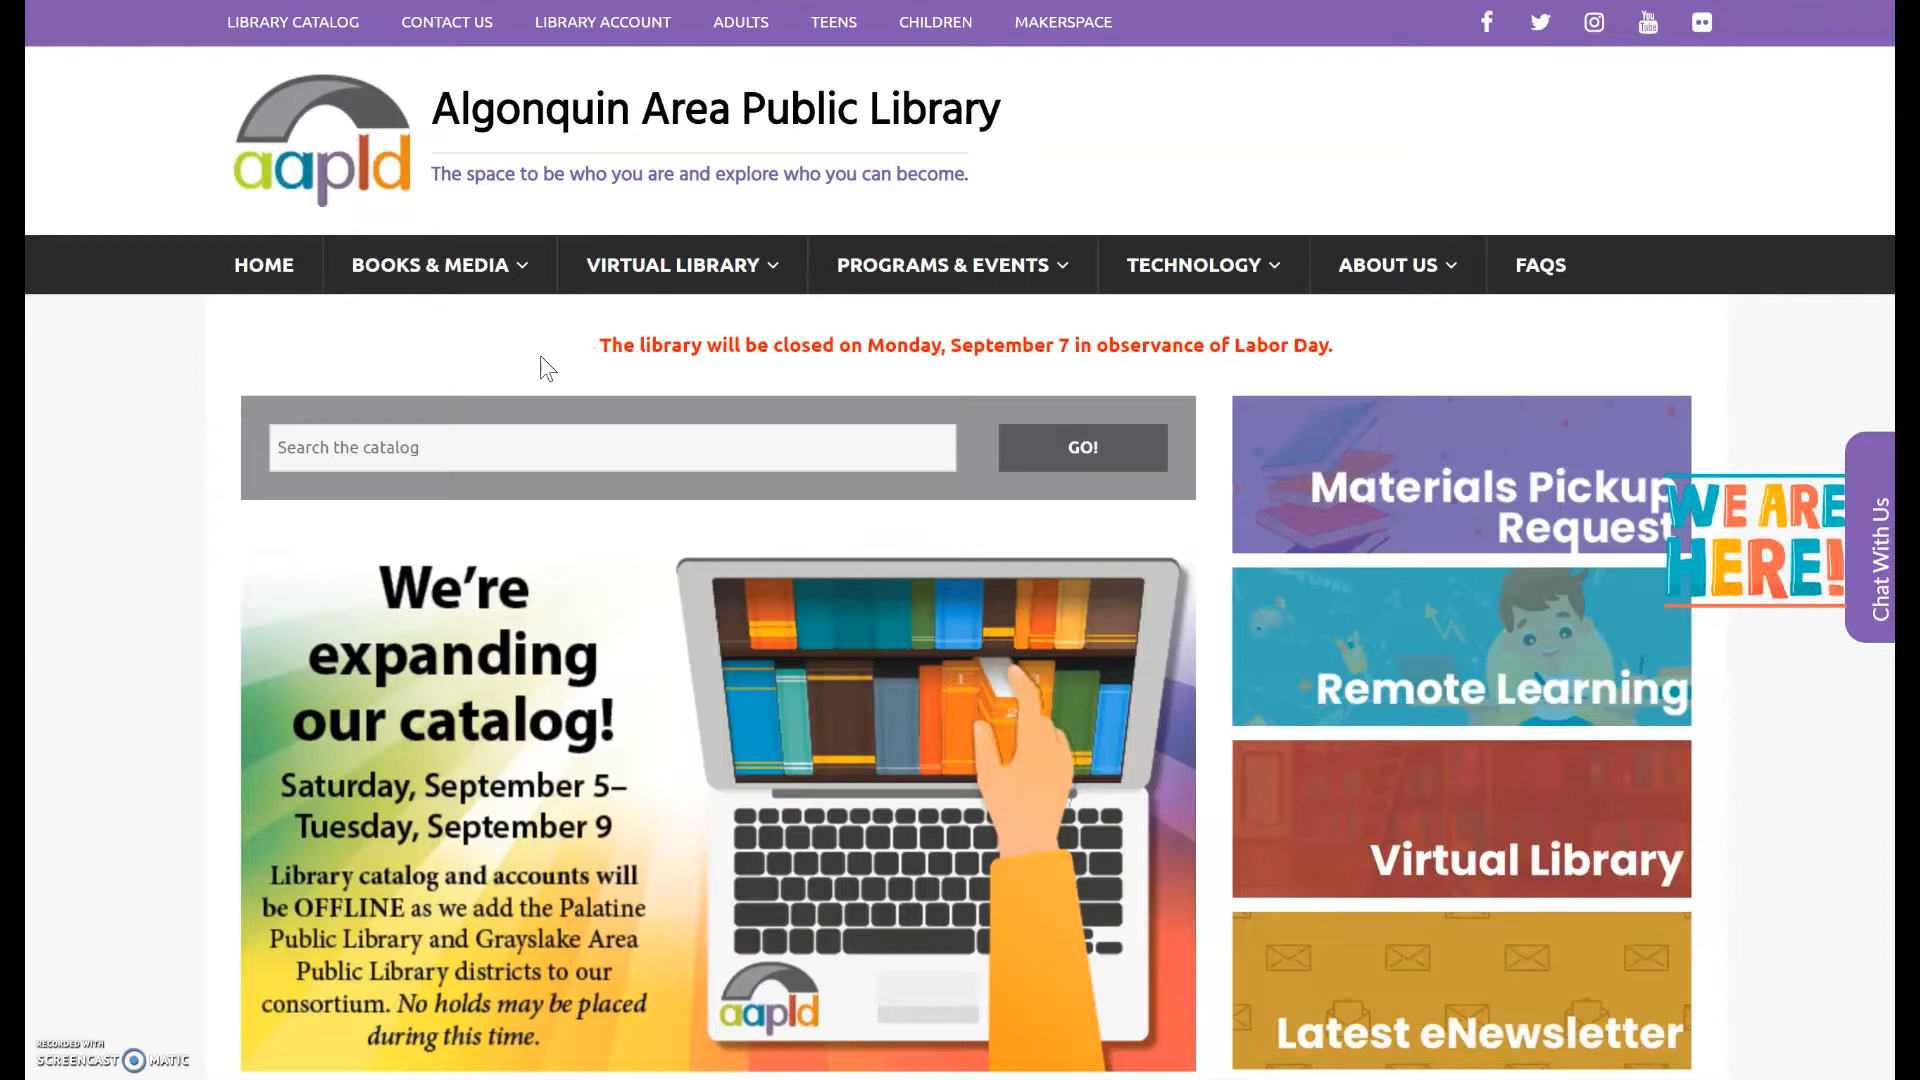 LIBRARY CATALOG CONTACT US LIBRARY ACCOUNT ADULTS TEENS CHILDREN MAKERSPACE
You Tube
aapld
Algonquin Area Public Library
The space to be who you are and explore who you can become.
HOME BOOKS & MEDIA VIRTUAL LIBRARY PROGRAMS & EVENTS TECHNOLOGY ABOUT US FAQS
The library will be closed on Monday, September 7 in observance of Labor Day.
Search the catalog GO!
We're
expanding
our catalog!
Saturday, September 5–
Tuesday, September 9
Library catalog and accounts will
be OFFLINE as we add the Palatine
Public Library and Grayslake Area
Public Library districts to our
consortium. No holds may be placed
during this time.
1
2
aapld
Materials Pickup
Request
Remote Learning
Virtual Library
Latest eNewsletter
WE ARE
HERE!
Chat With Us
RECORDED WITH
SCREENCAST MATIC